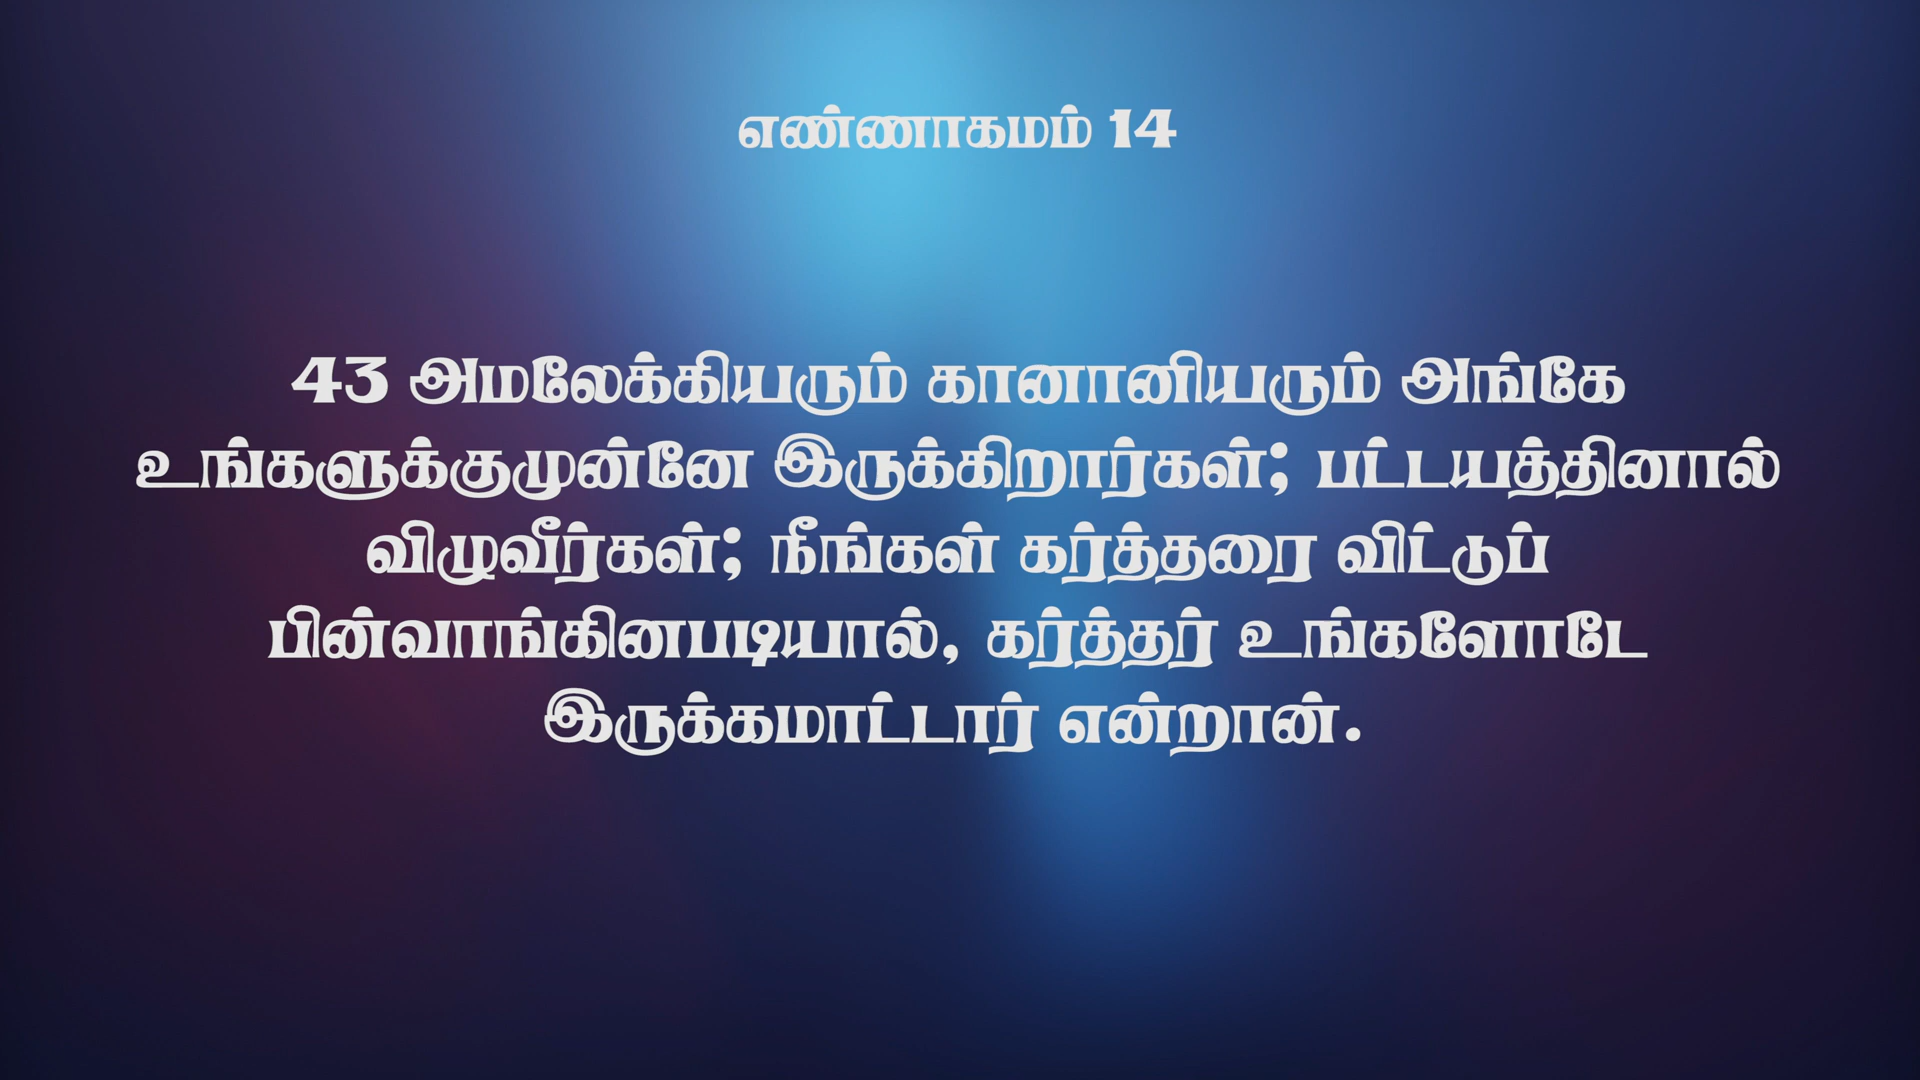 எண்ணாகமம் 14
43 அமலேக்கியரும் கானானியரும் அங்கே
உங்களுக்குமுன்னே இருக்கிறார்கள்; பட்டயத்தினால்
விழுவீர்கள்; நீங்கள் கர்த்தரை விட்டுப்
பின்வாங்கினபடியால், கர்த்தர் உங்களோடே
இருக்கமாட்டார் என்றான்.